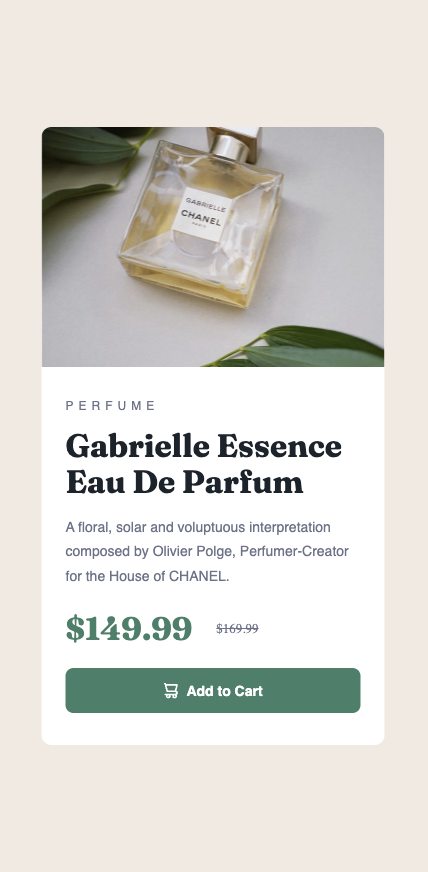 GABRIELLE
CHANEL
PARIS
PERFUME
Gabrielle Essence
Eau De Parfum
A floral, solar and voluptuous interpretation
composed by Olivier Polge, Perfumer-Creator
for the House of CHANEL.
$149.99 $169.99
Add to Cart